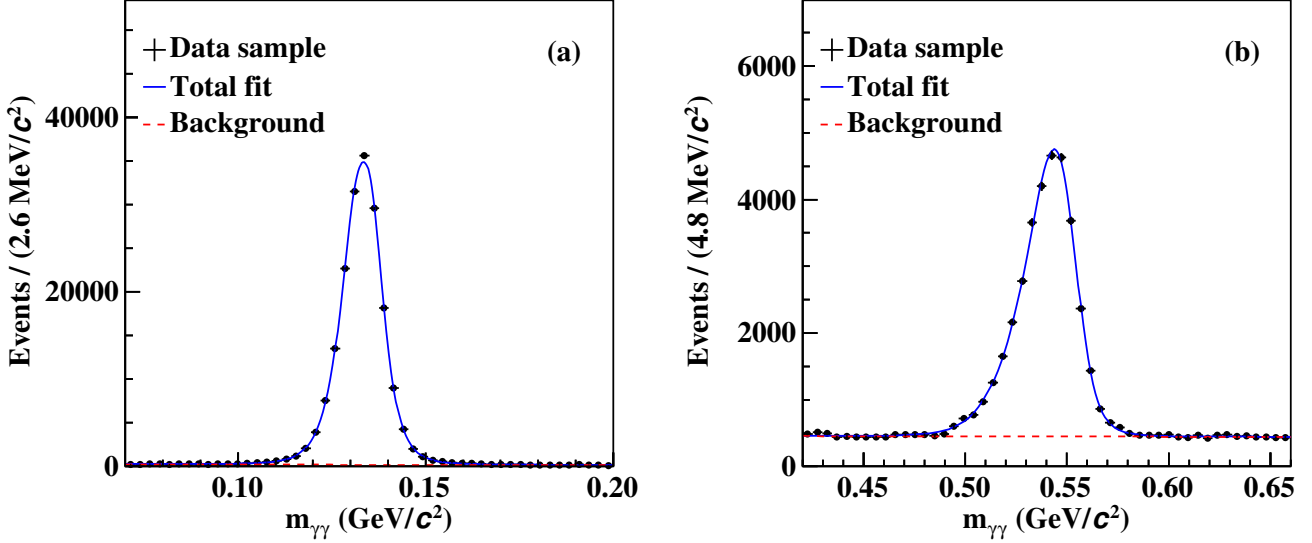 (a)
Data sample
Total fit
Background
Events / (2.6 MeV/c²)
40000
20000
0
0.10 0.15 0.20
mγγ (GeV/c²)
(b)
Data sample
Total fit
Background
Events / (4.8 MeV/c²)
6000
4000
2000
0
0.45 0.50 0.55 0.60 0.65
mγγ (GeV/c²)